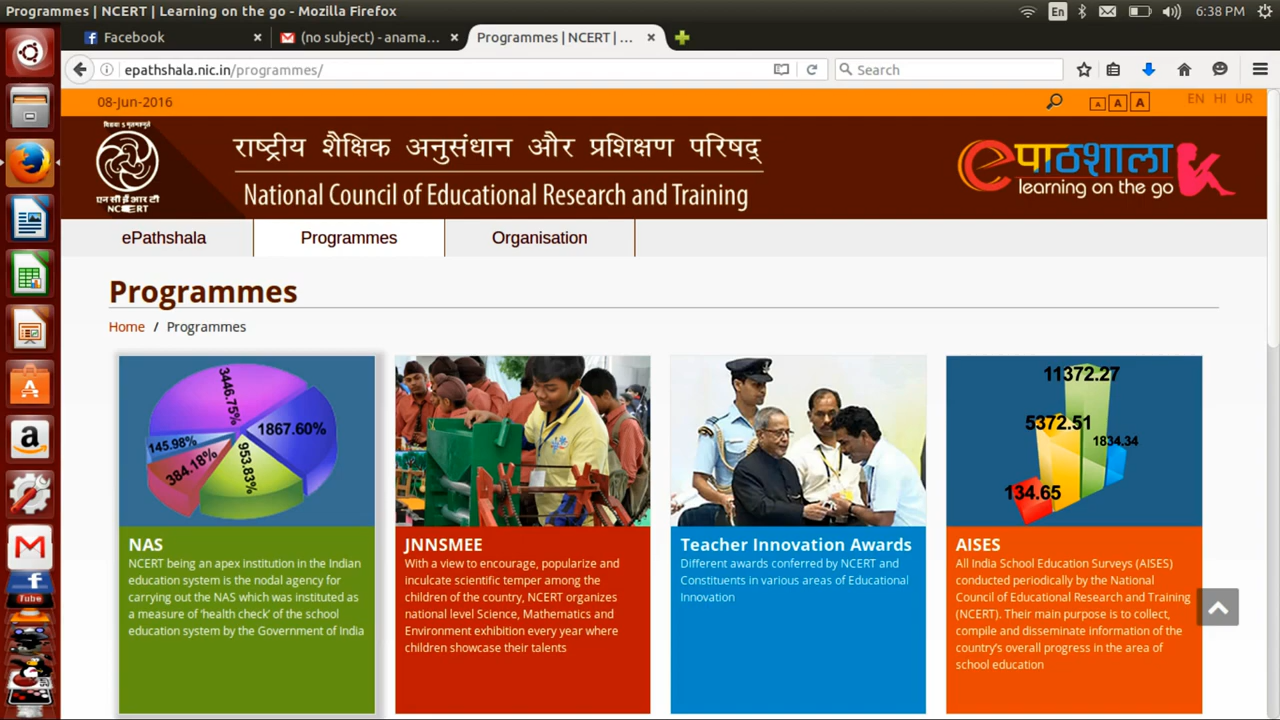 Programmes | NCERT | Learning on the go - Mozilla Firefox
En
6:38 PM
Facebook
(no subject) - anama...
Programmes | NCERT | ...
epathshala.nic.in/programmes/
Search
08-Jun-2016
A A A
EN HI UR
राष्ट्रीय शैक्षिक अनुसंधान और प्रशिक्षण परिषद्
National Council of Educational Research and Training
एन सी ई आर टी
NCERT
eपाठशाला
learning on the go
ePathshala
Programmes
Organisation
Programmes
Home / Programmes
3446.75%
1867.60%
145.98%
384.18%
953.83%
11372.27
5372.51
1834.34
134.65
NAS
NCERT being an apex institution in the Indian
education system is the nodal agency for
carrying out the NAS which was instituted as
a measure of ‘health check’ of the school
education system by the Government of India
JNNSMEE
With a view to encourage, popularize and
inculcate scientific temper among the
children of the country, NCERT organizes
national level Science, Mathematics and
Environment exhibition every year where
children showcase their talents
Teacher Innovation Awards
Different awards conferred by NCERT and
Constituents in various areas of Educational
Innovation
AISES
All India School Education Surveys (AISES)
conducted periodically by the National
Council of Educational Research and Training
(NCERT). Their main purpose is to collect,
compile and disseminate information of the
country’s overall progress in the area of
school education
Tube